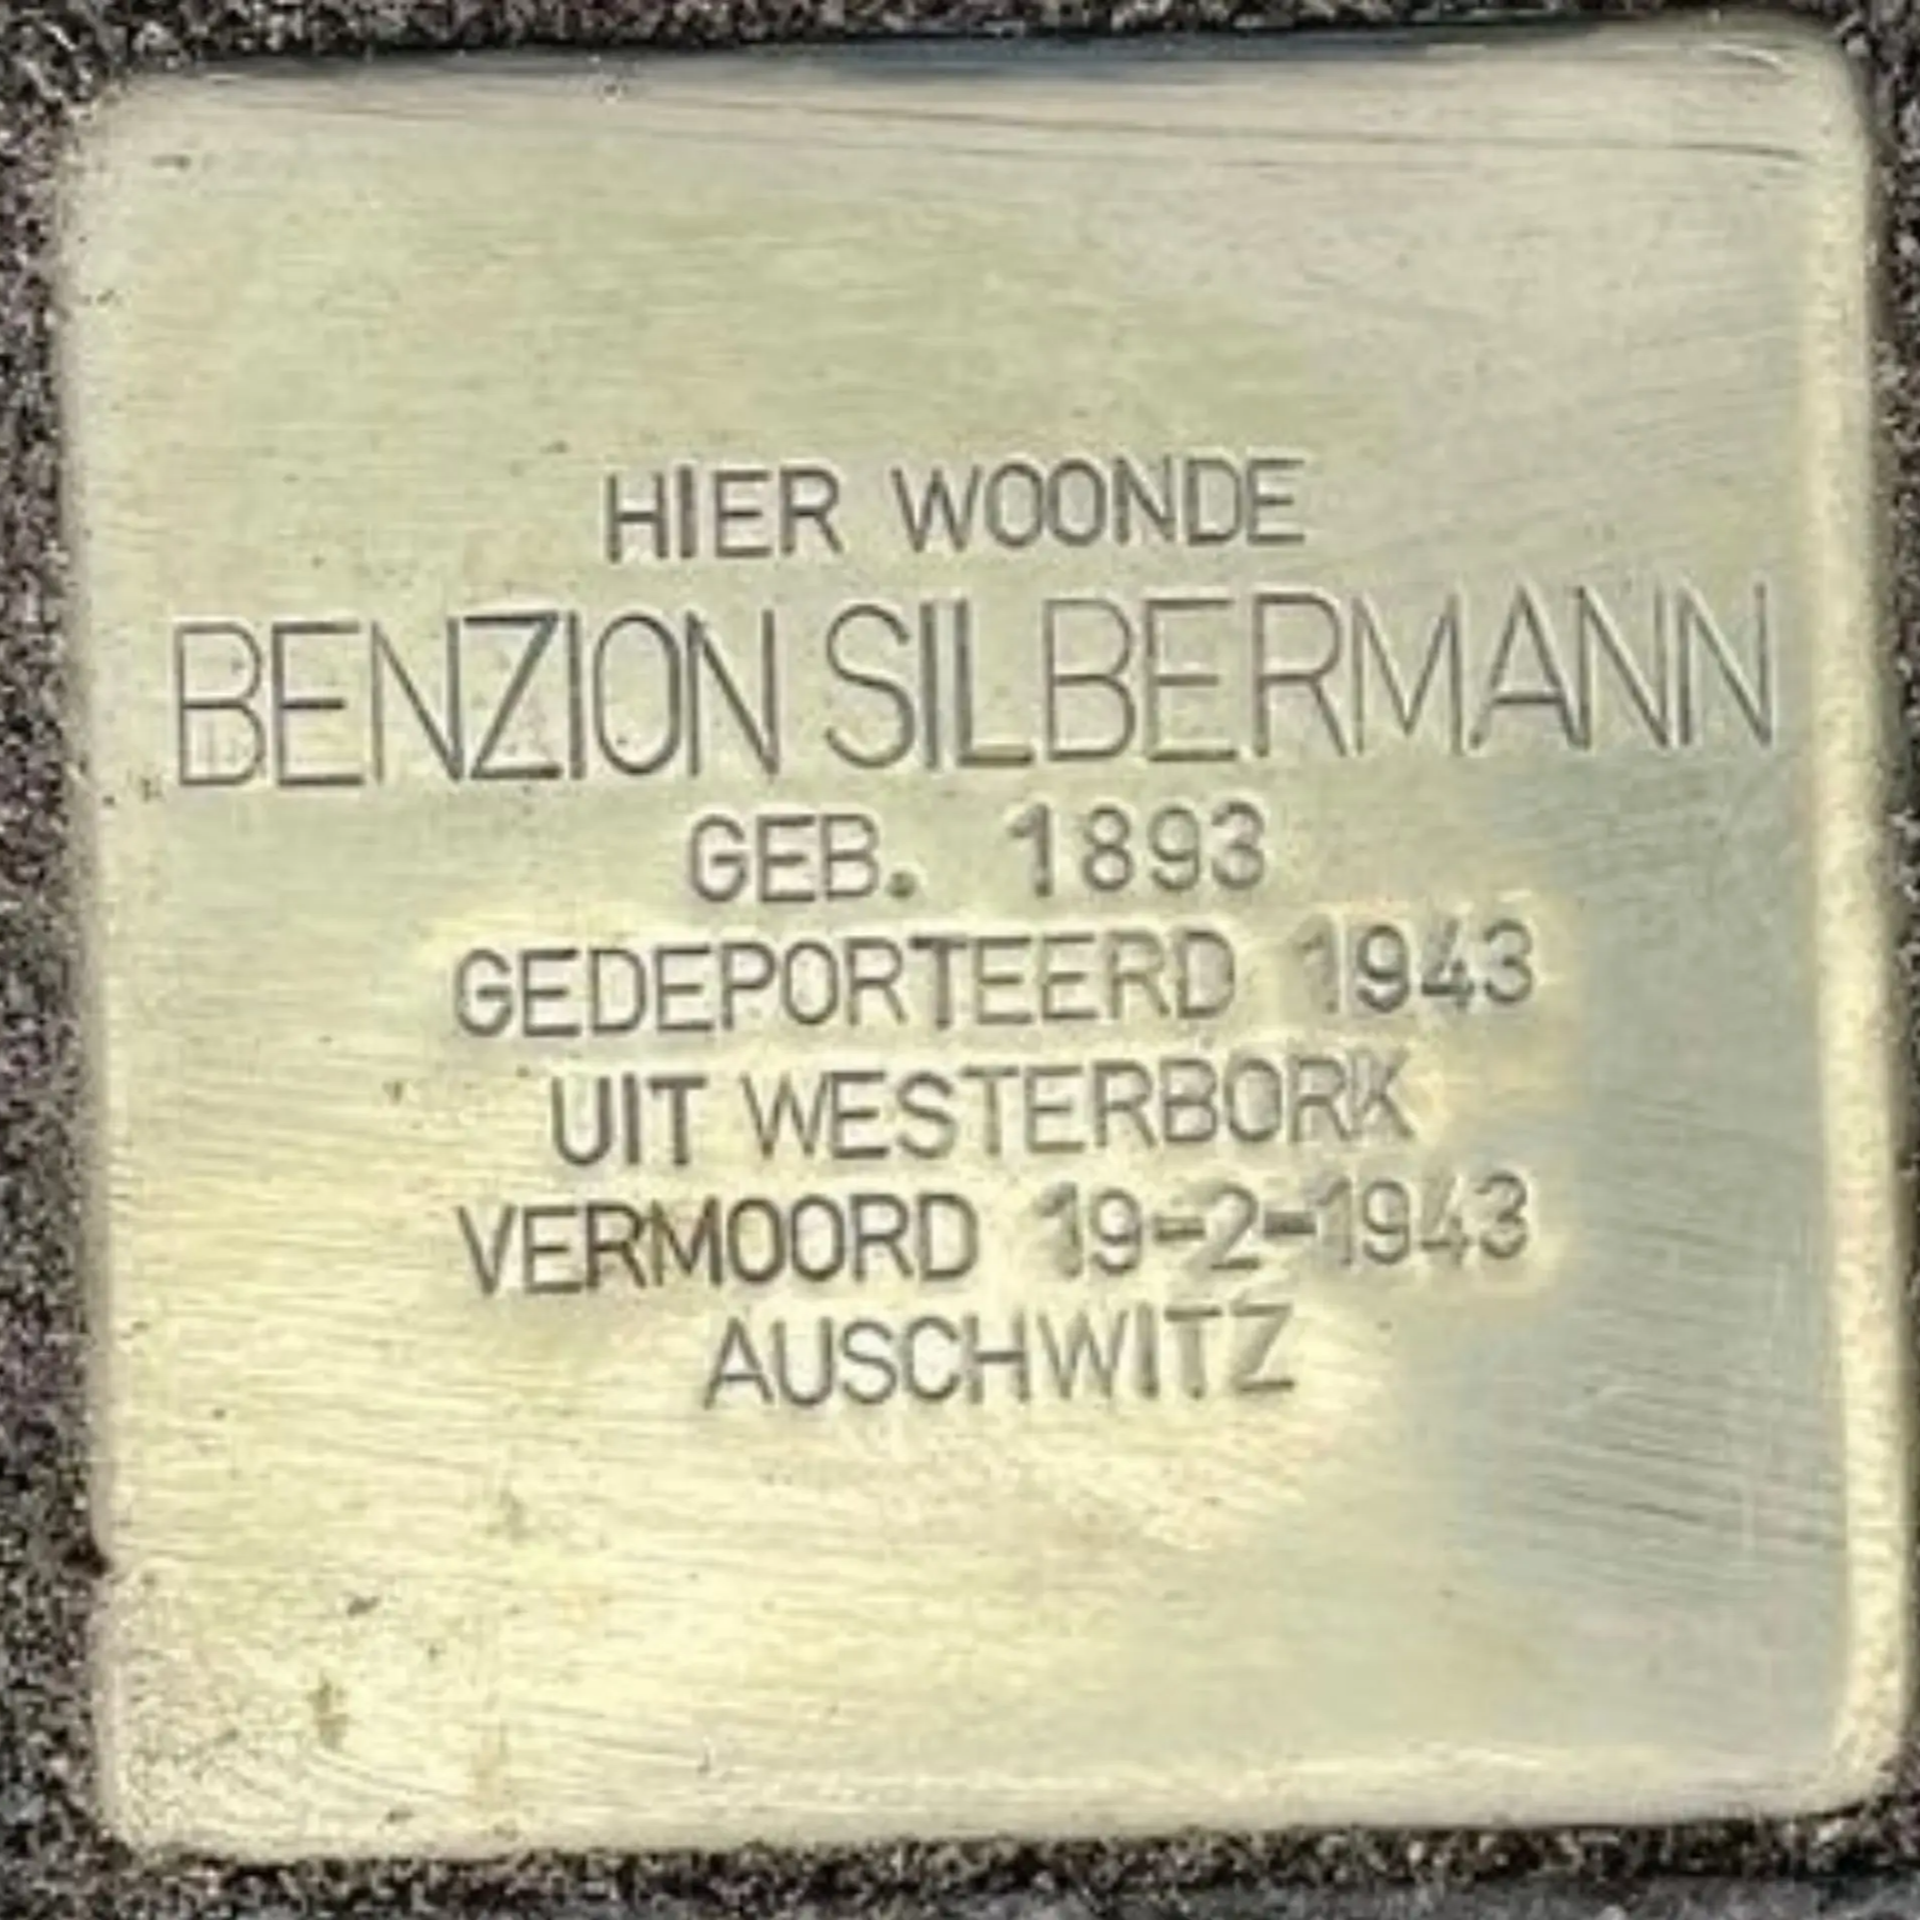 HIER WOONDE
BENZION SILBERMANN
GEB. 1893
GEDEPORTEERD 1943
UIT WESTERBORK
VERMOORD 19-2-1943
AUSCHWITZ